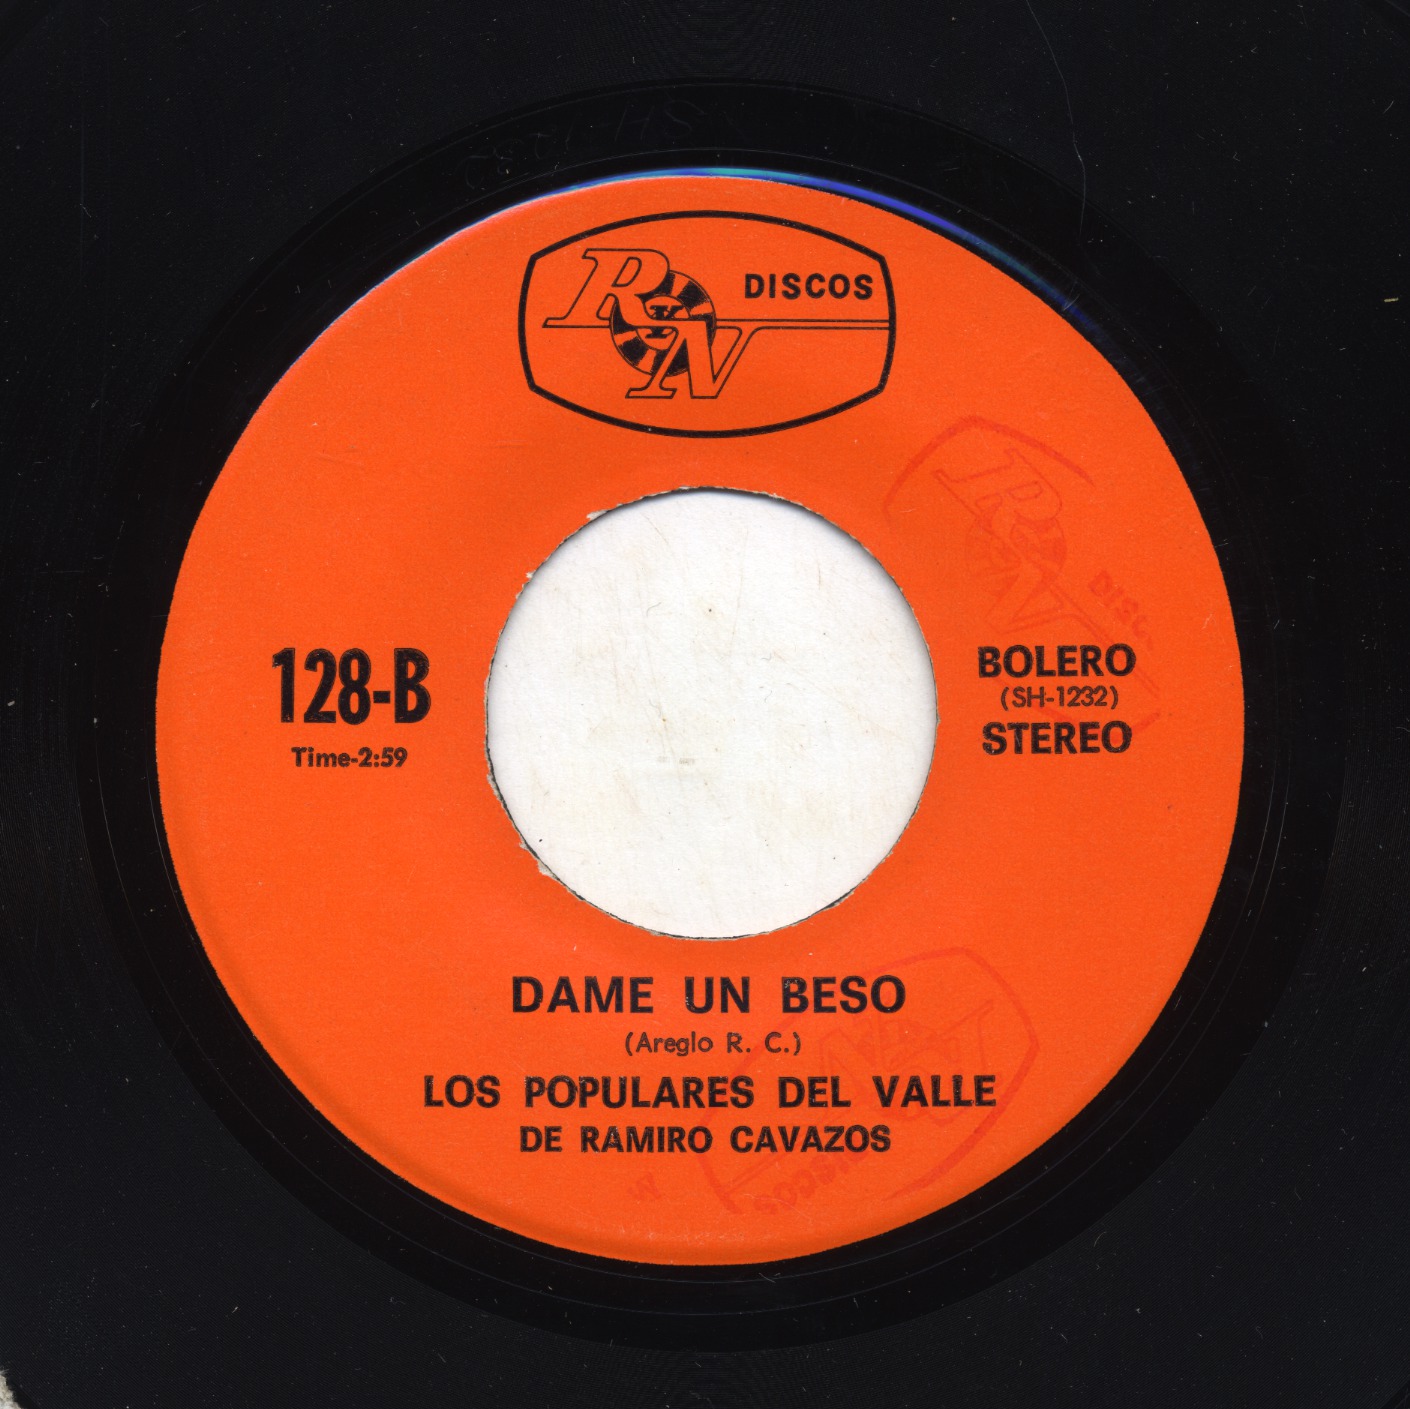 R Y N DISCOS
128-B
Time-2:59
BOLERO
(SH-1232)
STEREO
DAME UN BESO
(Areglo R. C.)
LOS POPULARES DEL VALLE
DE RAMIRO CAVAZOS